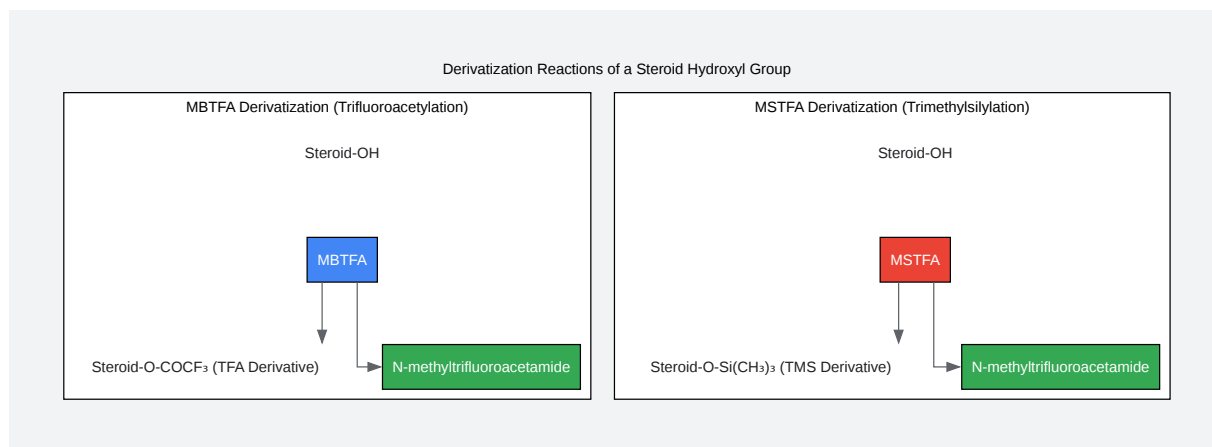 Derivatization Reactions of a Steroid Hydroxyl Group
MBTFA Derivatization (Trifluoroacetylation)
Steroid-OH
MBTFA
Steroid-O-COCF₃ (TFA Derivative)
N-methyltrifluoroacetamide
MSTFA Derivatization (Trimethylsilylation)
Steroid-OH
MSTFA
Steroid-O-Si(CH₃)₃ (TMS Derivative)
N-methyltrifluoroacetamide